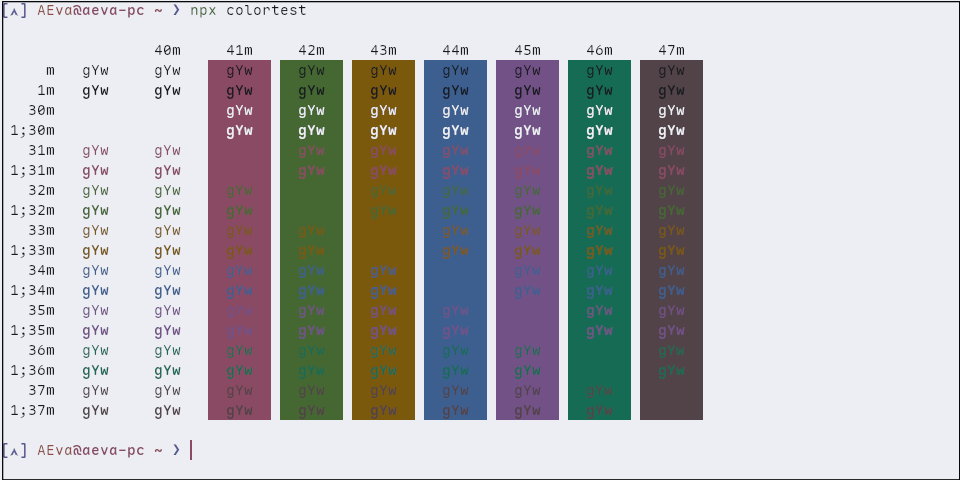 [⋏] AEva@aeva-pc ~ ❯ npx colortest
40m 41m 42m 43m 44m 45m 46m 47m
m gYw gYw gYw gYw gYw gYw gYw gYw gYw
1m gYw gYw gYw gYw gYw gYw gYw gYw gYw
30m gYw gYw gYw gYw gYw gYw gYw
1;30m gYw gYw gYw gYw gYw gYw gYw
31m gYw gYw gYw gYw gYw gYw gYw gYw
1;31m gYw gYw gYw gYw gYw gYw gYw gYw
32m gYw gYw gYw gYw gYw gYw gYw gYw
1;32m gYw gYw gYw gYw gYw gYw gYw gYw
33m gYw gYw gYw gYw gYw gYw gYw gYw
1;33m gYw gYw gYw gYw gYw gYw gYw gYw
34m gYw gYw gYw gYw gYw gYw gYw gYw
1;34m gYw gYw gYw gYw gYw gYw gYw gYw
35m gYw gYw gYw gYw gYw gYw gYw gYw
1;35m gYw gYw gYw gYw gYw gYw gYw gYw
36m gYw gYw gYw gYw gYw gYw gYw gYw
1;36m gYw gYw gYw gYw gYw gYw gYw gYw
37m gYw gYw gYw gYw gYw gYw gYw gYw
1;37m gYw gYw gYw gYw gYw gYw gYw gYw
[⋏] AEva@aeva-pc ~ ❯